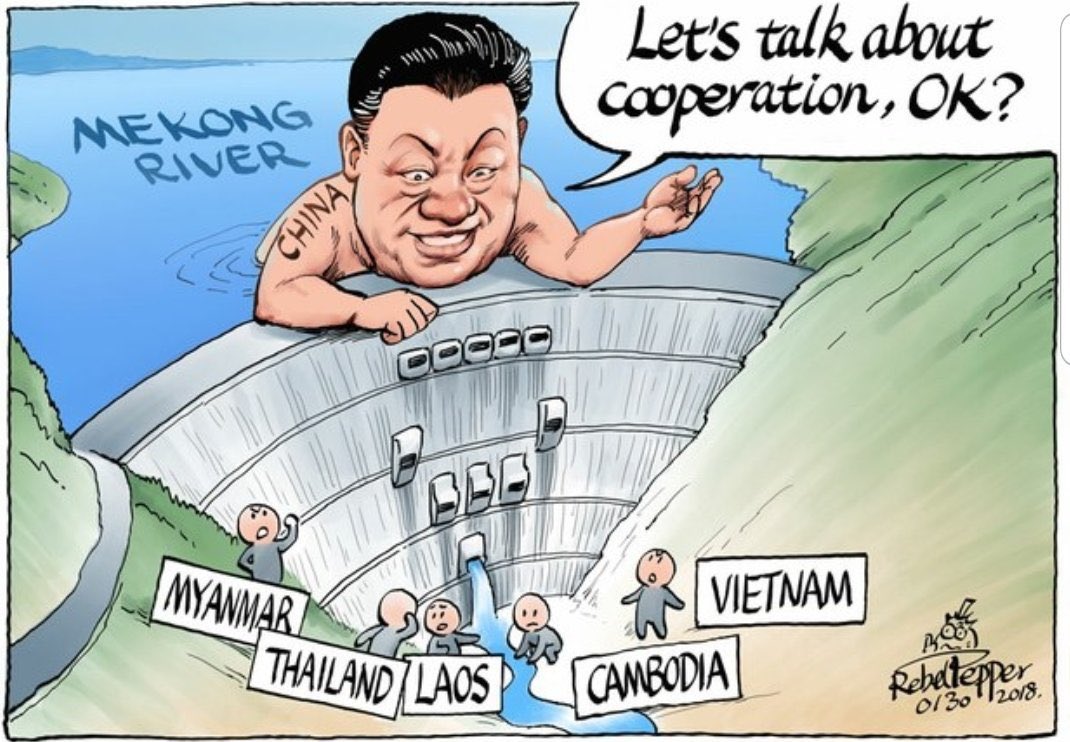 Let's talk about
cooperation, OK?
MEKONG
RIVER
CHINA
MYANMAR
THAILAND
LAOS
CAMBODIA
VIETNAM
RebelPepper
0130 2018.